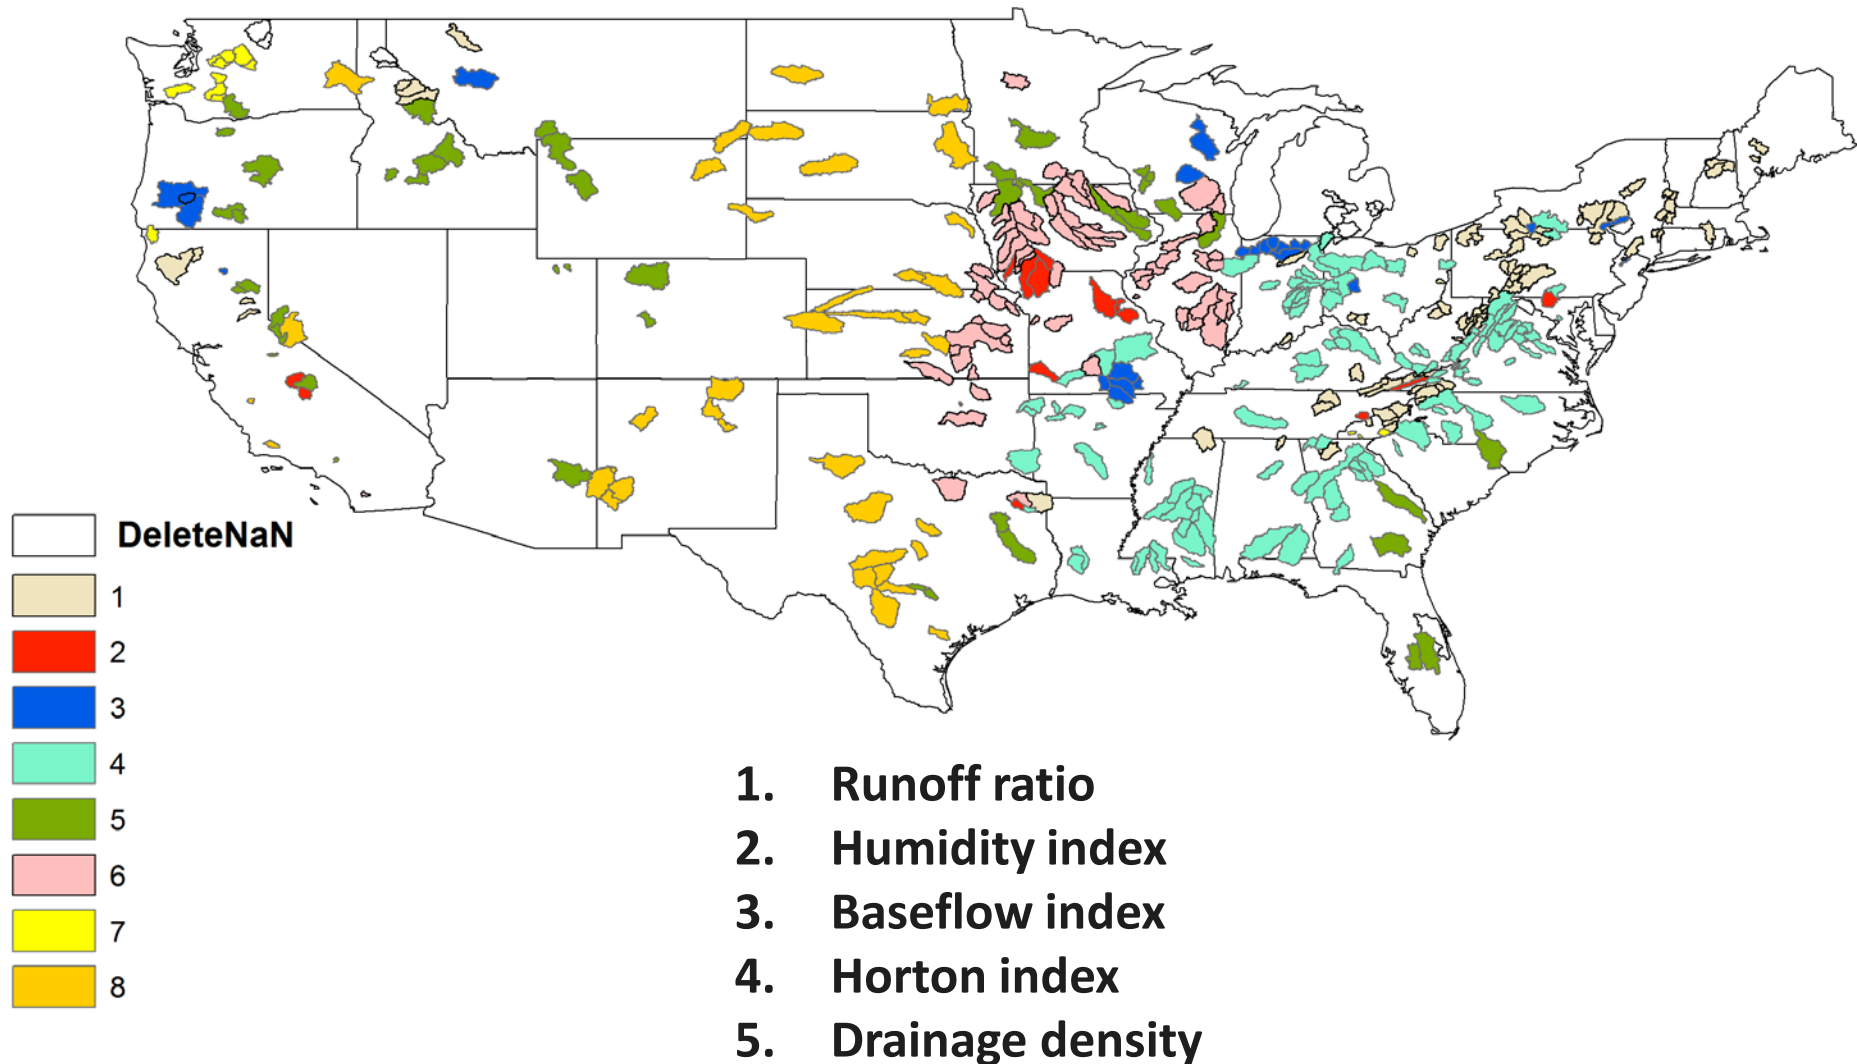 DeleteNaN
1
2
3
4
5
6
7
8
1. Runoff ratio
2. Humidity index
3. Baseflow index
4. Horton index
5. Drainage density